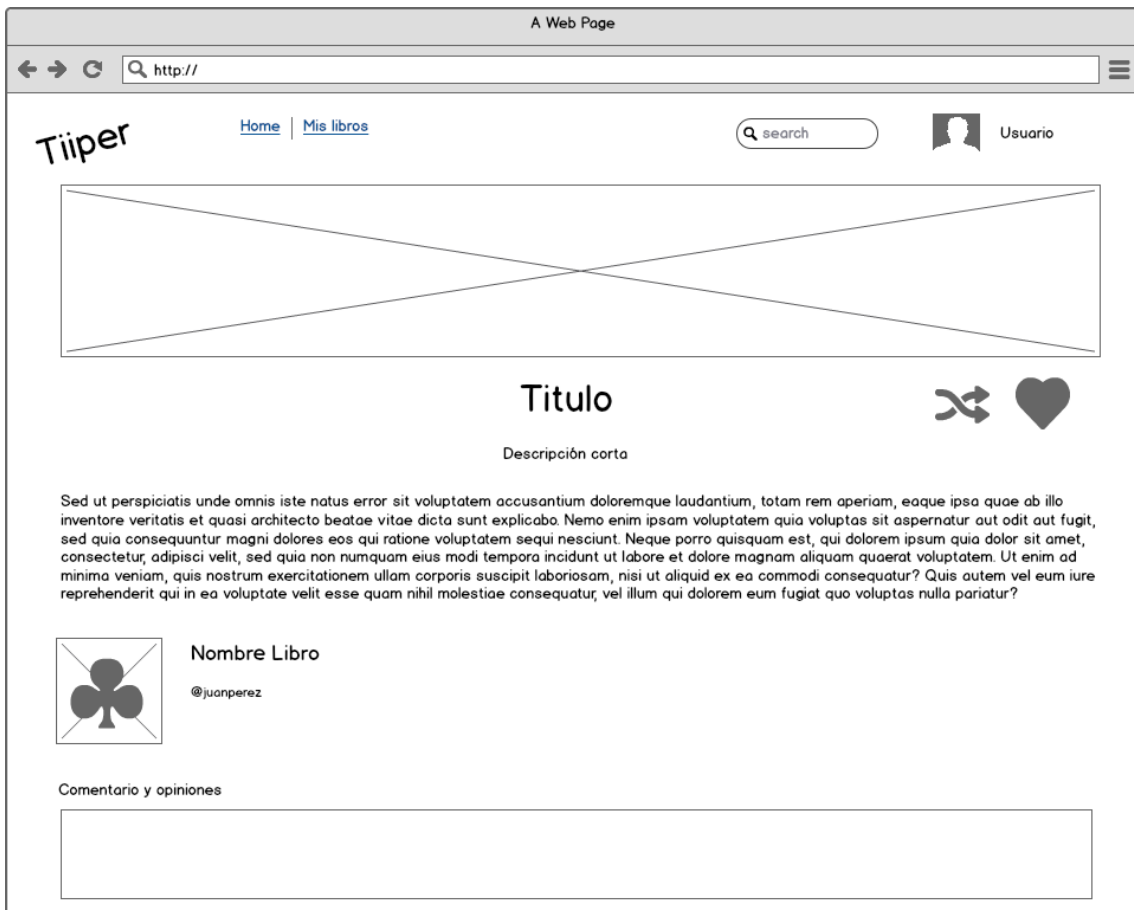 A Web Page
http://
Tiiper
Home
Mis libros
search
Usuario
Titulo
Descripción corta
Sed ut perspiciatis unde omnis iste natus error sit voluptatem accusantium doloremque laudantium, totam rem aperiam, eaque ipsa quae ab illo
inventore veritatis et quasi architecto beatae vitae dicta sunt explicabo. Nemo enim ipsam voluptatem quia voluptas sit aspernatur aut odit aut fugit,
sed quia consequuntur magni dolores eos qui ratione voluptatem sequi nesciunt. Neque porro quisquam est, qui dolorem ipsum quia dolor sit amet,
consectetur, adipisci velit, sed quia non numquam eius modi tempora incidunt ut labore et dolore magnam aliquam quaerat voluptatem. Ut enim ad
minima veniam, quis nostrum exercitationem ullam corporis suscipit laboriosam, nisi ut aliquid ex ea commodi consequatur? Quis autem vel eum iure
reprehenderit qui in ea voluptate velit esse quam nihil molestiae consequatur, vel illum qui dolorem eum fugiat quo voluptas nulla pariatur?
Nombre Libro
@juanperez
Comentario y opiniones